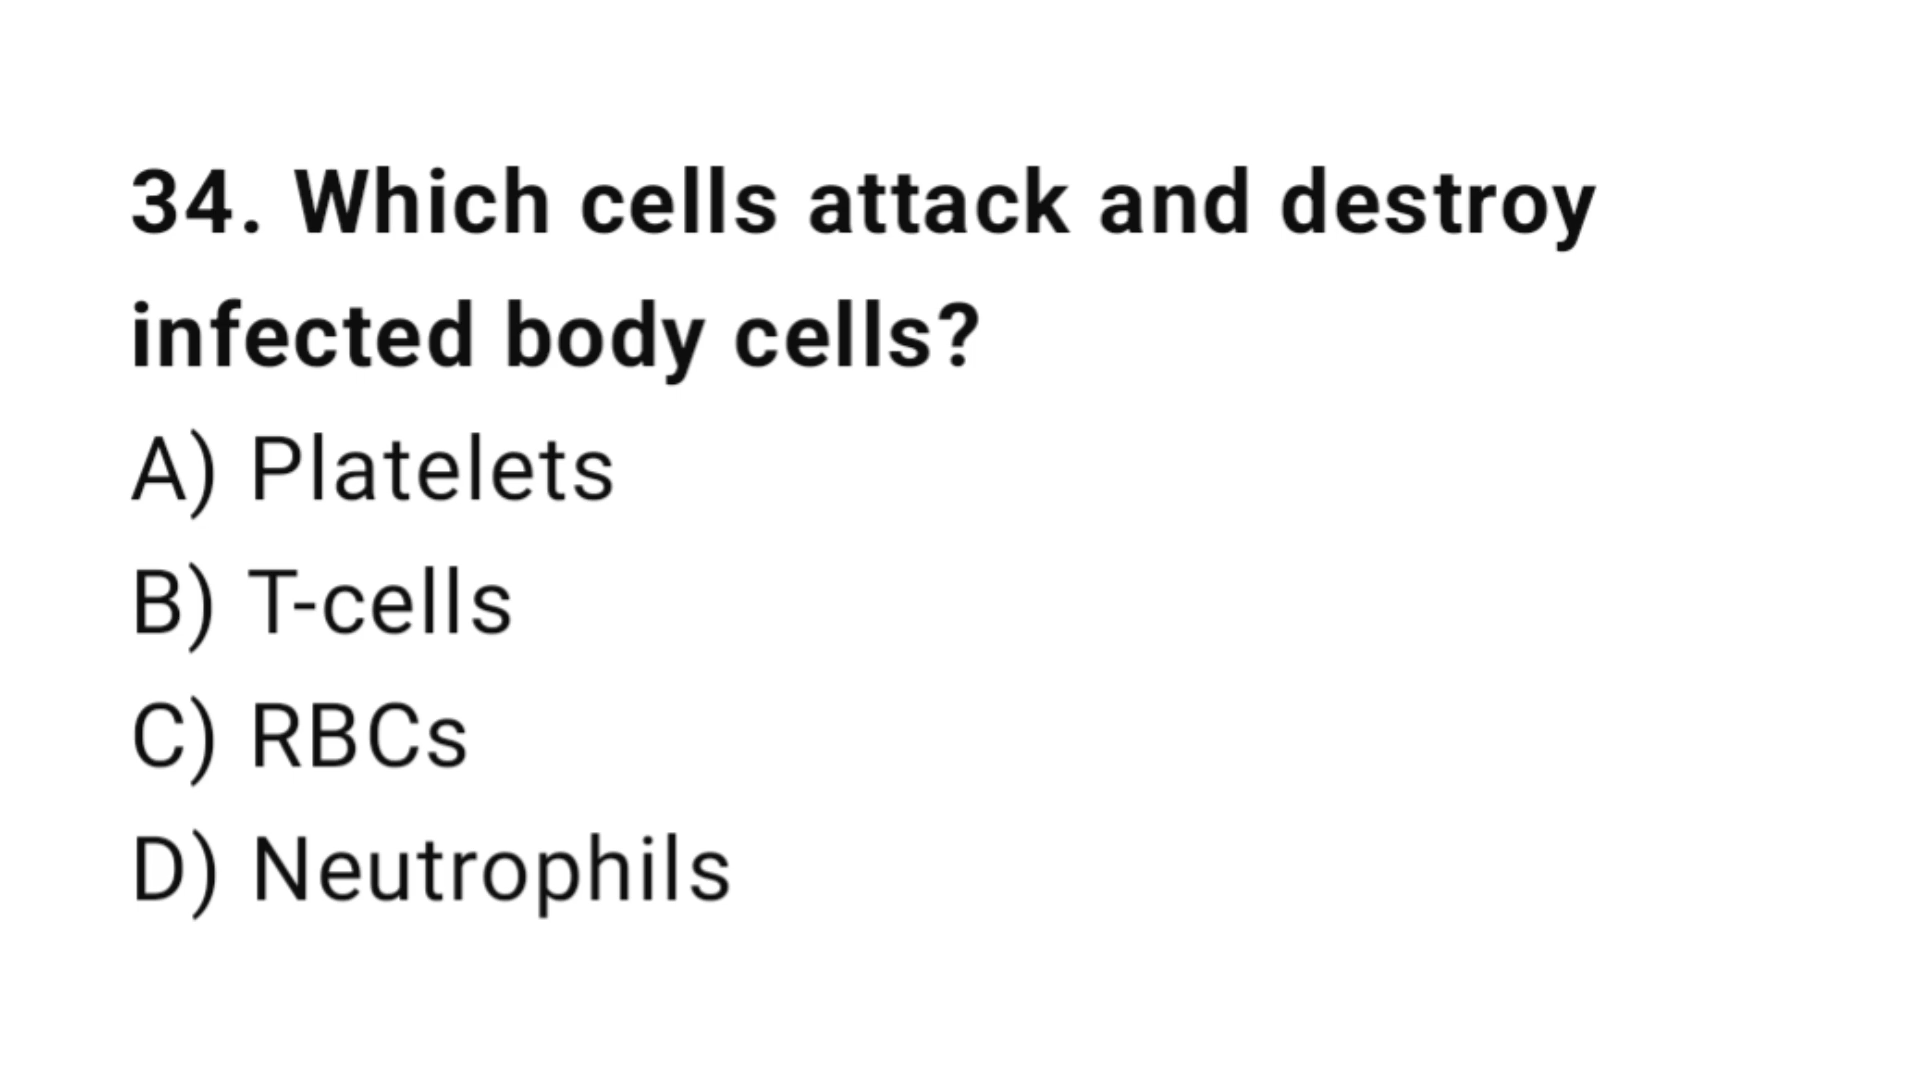 34. Which cells attack and destroy
infected body cells?
A) Platelets
B) T-cells
C) RBCs
D) Neutrophils